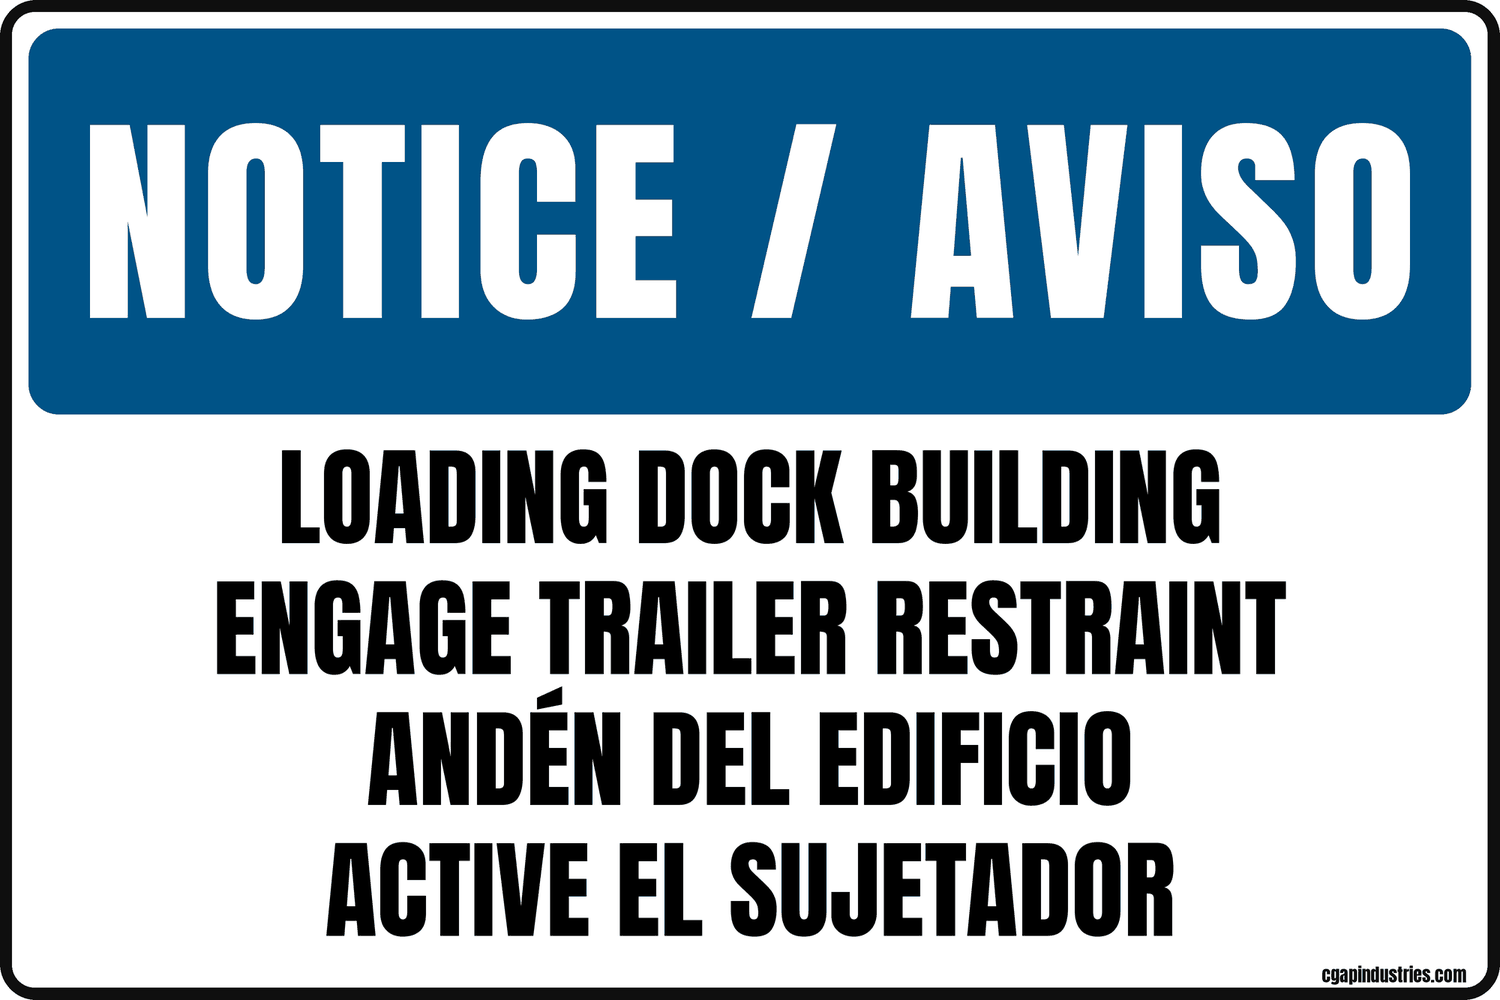 NOTICE / AVISO
LOADING DOCK BUILDING
ENGAGE TRAILER RESTRAINT
ANDÉN DEL EDIFICIO
ACTIVE EL SUJETADOR
cgapindustries.com